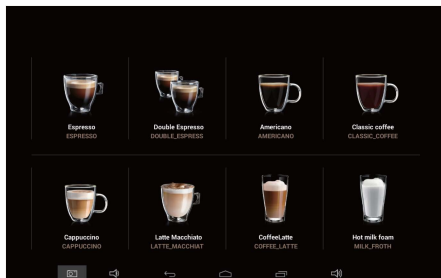 Espresso
ESPRESSO
Double Espresso
DOUBLE_ESPRESS
Americano
AMERICANO
Classic coffee
CLASSIC_COFFEE
Cappuccino
CAPPUCCINO
Latte Macchiato
LATTE_MACCHIAT
CoffeeLatte
COFFEE_LATTE
Hot milk foam
MILK_FROTH